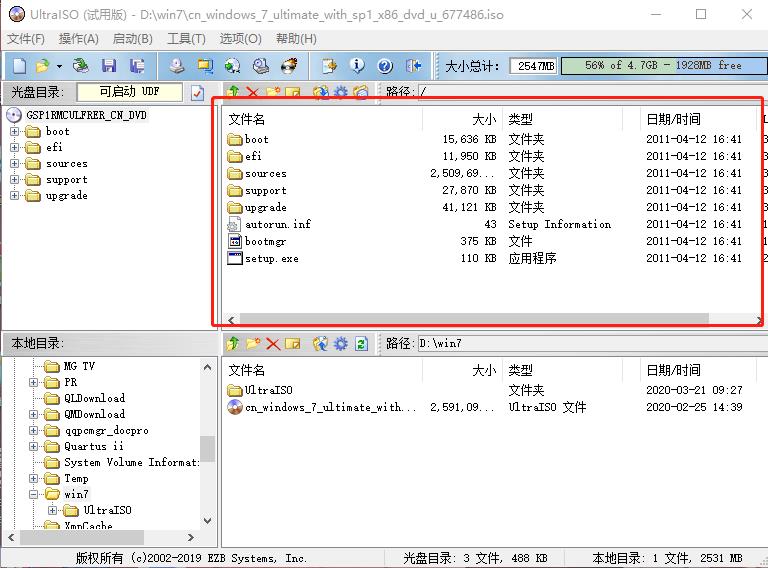 UltraISO (试用版) - D:\win7\cn_windows_7_ultimate_with_sp1_x86_dvd_u_677486.iso
文件(F) 操作(A) 启动(B) 工具(T) 选项(O) 帮助(H)
大小总计: 2547MB 56% of 4.7GB - 1928MB free
光盘目录: 可启动 UDF 路径: /
GSP1RMCULFRER_CN_DVD
boot
efi
sources
support
upgrade
文件名 大小 类型 日期/时间
boot 15,636 KB 文件夹 2011-04-12 16:41
efi 11,950 KB 文件夹 2011-04-12 16:41
sources 2,509,69... 文件夹 2011-04-12 16:41
support 27,870 KB 文件夹 2011-04-12 16:41
upgrade 41,121 KB 文件夹 2011-04-12 16:41
autorun.inf 43 Setup Information 2011-04-12 16:41
bootmgr 375 KB 文件 2011-04-12 16:41
setup.exe 110 KB 应用程序 2011-04-12 16:41
本地目录: 路径: D:\win7
MG TV
PR
QLDownload
QMDownload
qqpcmgr_docpro
Quartus ii
System Volume Informat
Temp
win7
UltraISO
XmpCache
文件名 大小 类型 日期/时间
UltraISO 文件夹 2020-03-21 09:27
cn_windows_7_ultimate_with... 2,591,09... UltraISO 文件 2020-02-25 14:39
版权所有 (c)2002-2019 EZB Systems, Inc. 光盘目录: 3 文件, 488 KB 本地目录: 1 文件, 2531 MB